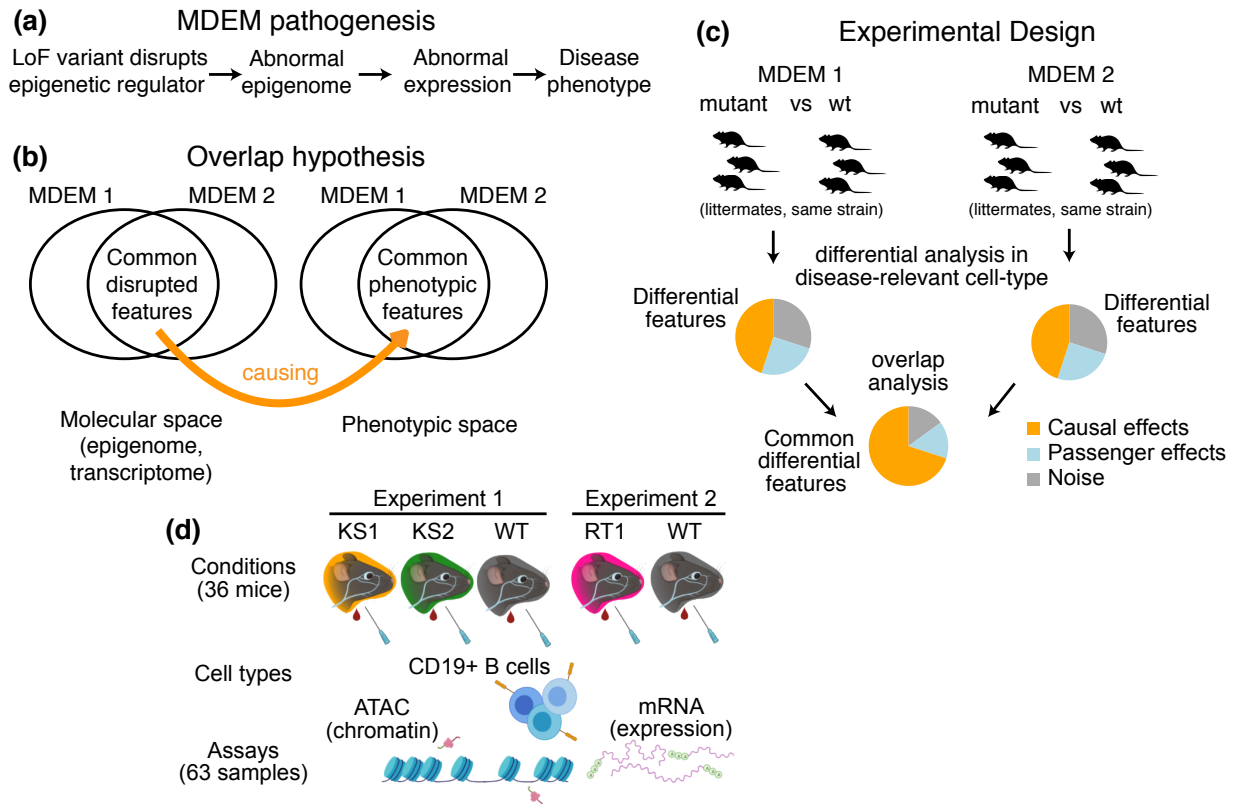 (a)
MDEM pathogenesis
LoF variant disrupts
epigenetic regulator
Abnormal
epigenome
Abnormal
expression
Disease
phenotype
(b)
Overlap hypothesis
MDEM 1
MDEM 2
MDEM 1
MDEM 2
Common
disrupted
features
Common
phenotypic
features
causing
Molecular space
(epigenome,
transcriptome)
Phenotypic space
(c)
Experimental Design
MDEM 1
mutant vs wt
(littermates, same strain)
MDEM 2
mutant vs wt
(littermates, same strain)
differential analysis in
disease-relevant cell-type
Differential
features
Differential
features
overlap
analysis
Common
differential
features
Causal effects
Passenger effects
Noise
(d)
Experiment 1
Experiment 2
KS1
KS2
WT
RT1
WT
Conditions
(36 mice)
Cell types
CD19+ B cells
ATAC
(chromatin)
mRNA
(expression)
Assays
(63 samples)